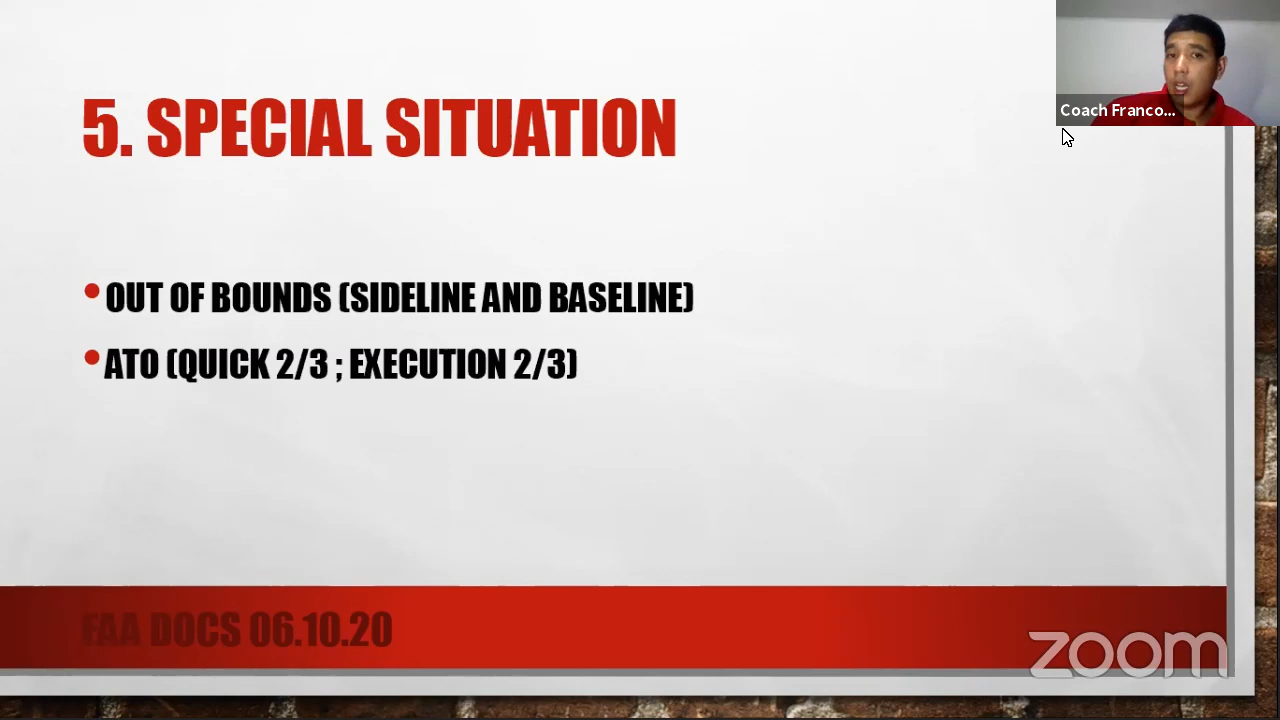 5. SPECIAL SITUATION
Coach Franco...
•OUT OF BOUNDS (SIDELINE AND BASELINE)
•ATO (QUICK 2/3 ; EXECUTION 2/3)
FAA DOCS 06.10.20
zoom